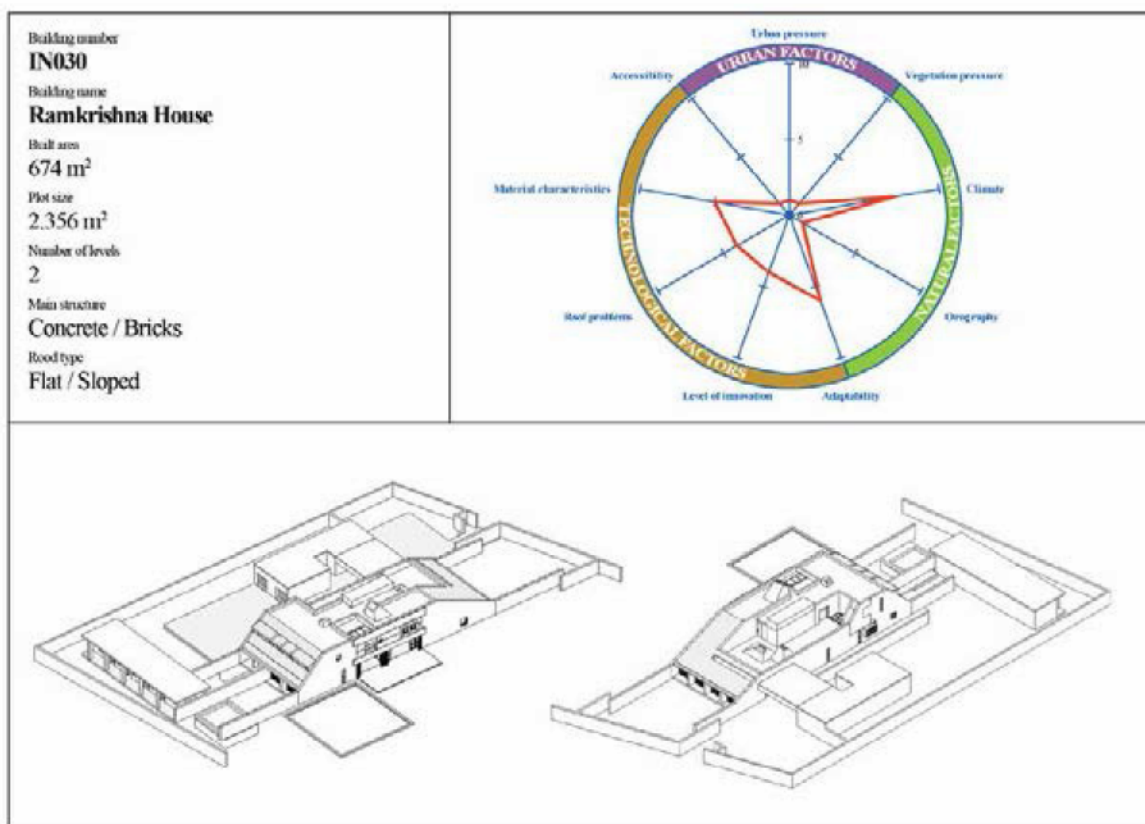 Building number
IN030
Building name
Ramkrishna House
Built area
674 m²
Plot size
2.356 m²
Number of levels
2
Main structure
Concrete / Bricks
Rood type
Flat / Sloped
Urban pressure
URBAN FACTORS
10
Accessibility
Vegetation pressure
5
Material characteristics
Climate
NATURAL FACTORS
TECHNOLOGICAL FACTORS
Roof problems
Orography
Level of innovation
Adaptability